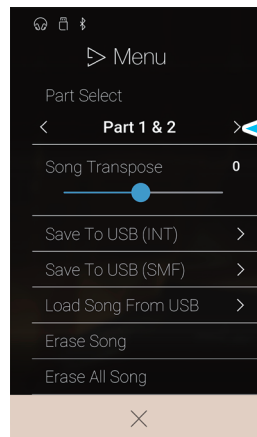 Menu
Part Select
Part 1 & 2
Song Transpose 0
Save To USB (INT)
Save To USB (SMF)
Load Song From USB
Erase Song
Erase All Song